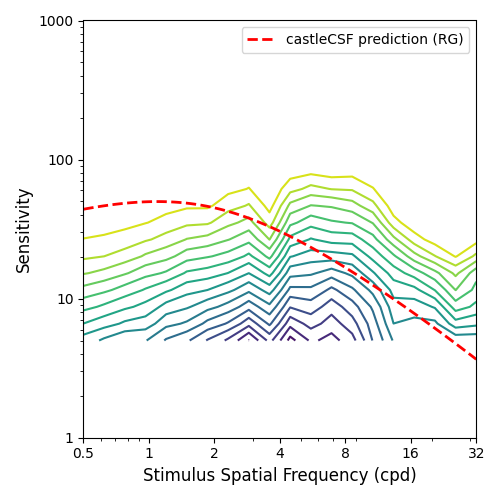 1000
castleCSF prediction (RG)
100
Sensitivity
10
1
0.5 1 2 4 8 16 32
Stimulus Spatial Frequency (cpd)